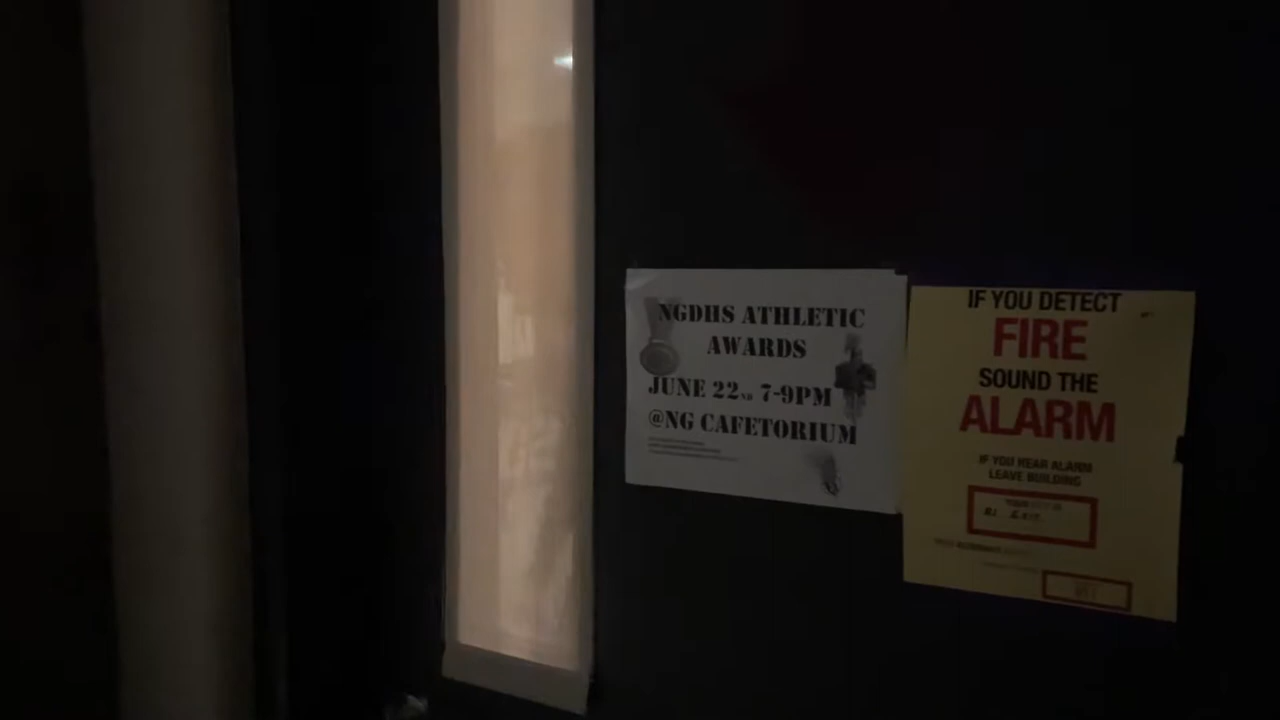 NGDHS ATHLETIC
AWARDS
JUNE 22ND 7-9PM
@NG CAFETORIUM
IF YOU DETECT
FIRE
SOUND THE
ALARM
IF YOU HEAR ALARM
LEAVE BUILDING
EXIT